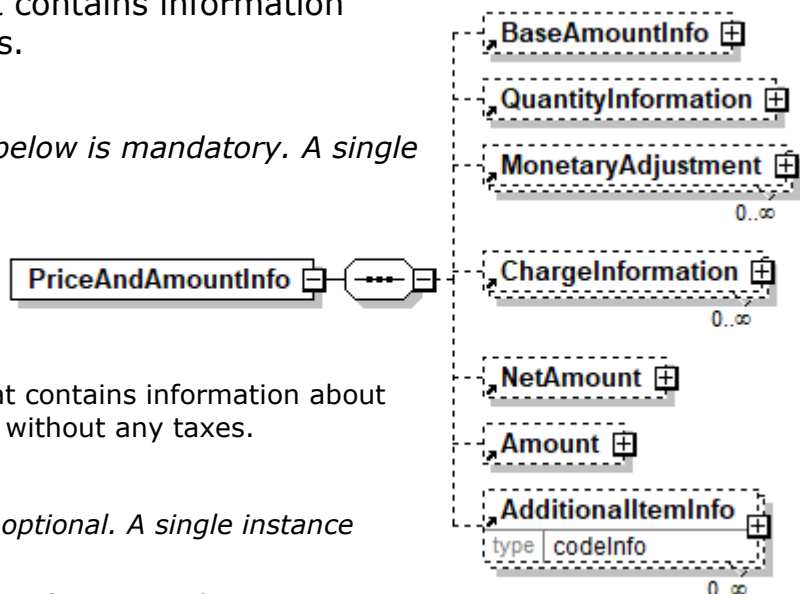 contains information
s.
below is mandatory. A single
PriceAndAmountInfo
at contains information about
without any taxes.
optional. A single instance
BaseAmountInfo
QuantityInformation
MonetaryAdjustment
0..∞
ChargeInformation
0..∞
NetAmount
Amount
AdditionalItemInfo
type codeInfo
0..∞